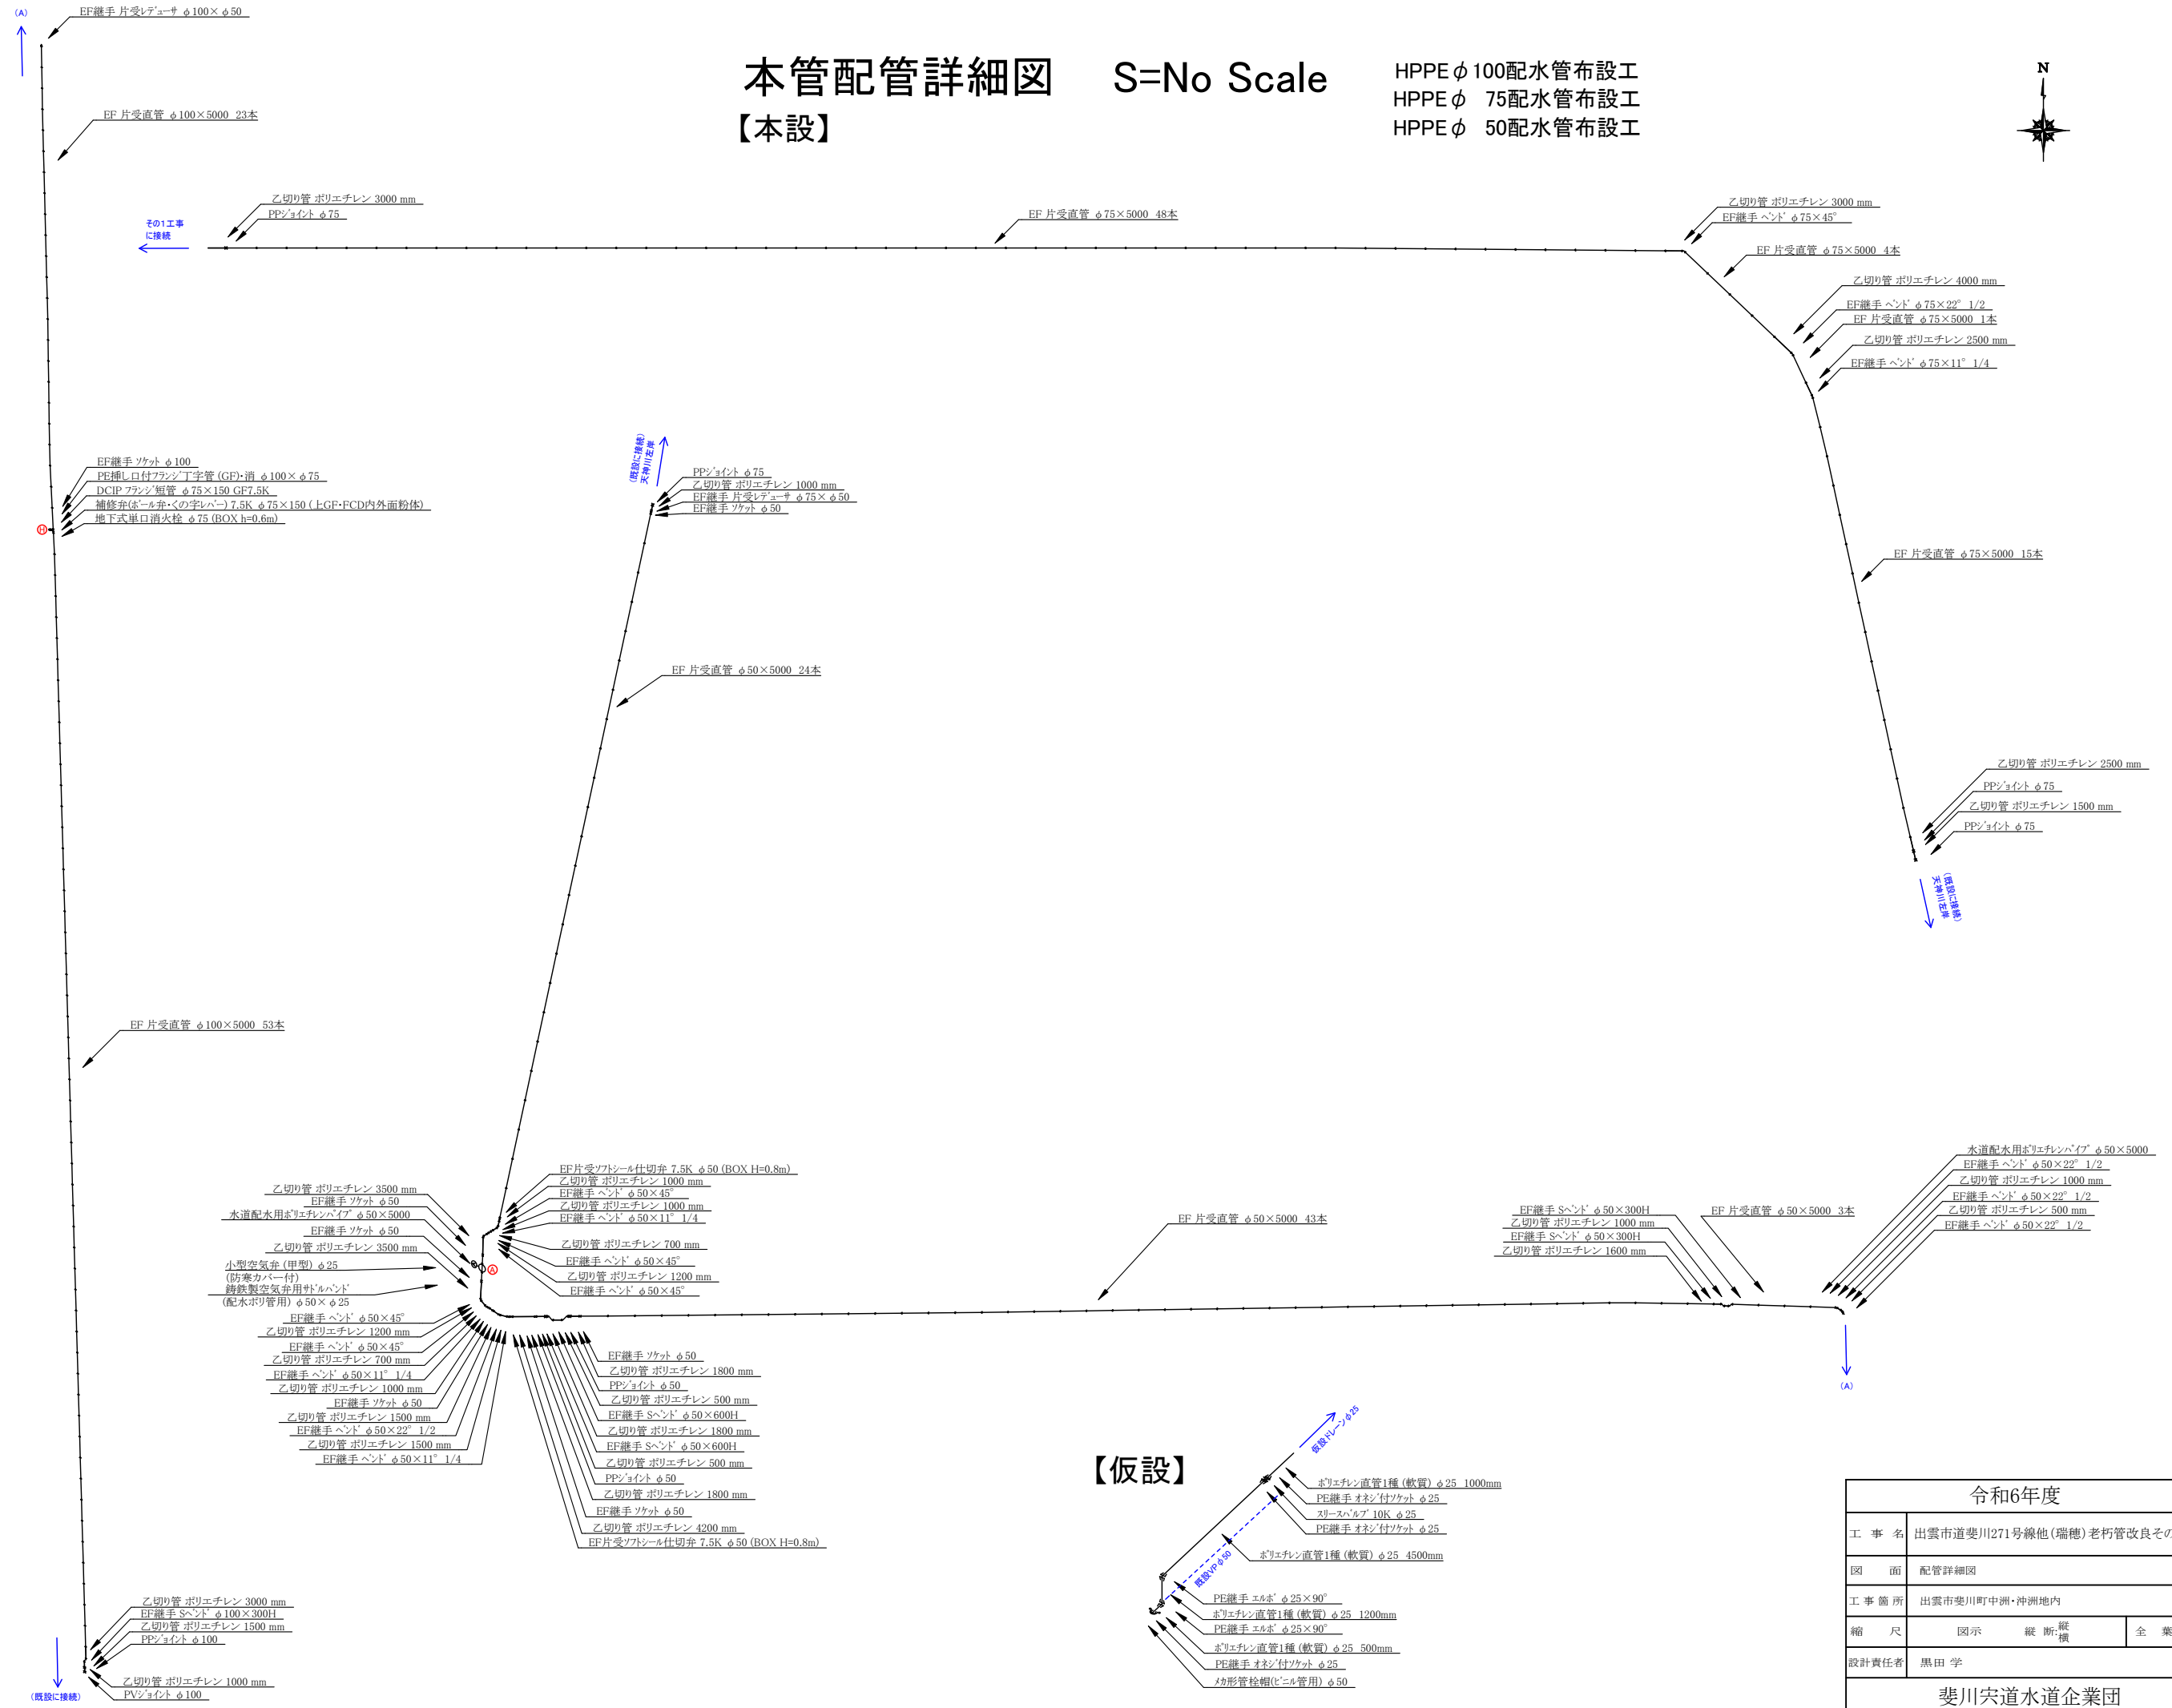 本管配管詳細図 S=No Scale
【本設】
HPPEφ100配水管布設工
HPPEφ 75配水管布設工
HPPEφ 50配水管布設工
N
(A)
EF継手 片受レデューサ φ100×φ50
EF 片受直管 φ100×5000 23本
その1工事
に接続
乙切り管 ポリエチレン 3000 mm
PPジョイント φ75
EF 片受直管 φ75×5000 48本
乙切り管 ポリエチレン 3000 mm
EF継手 ベンド φ75×45°
EF 片受直管 φ75×5000 4本
乙切り管 ポリエチレン 4000 mm
EF継手 ベンド φ75×22° 1/2
EF 片受直管 φ75×5000 1本
乙切り管 ポリエチレン 2500 mm
EF継手 ベンド φ75×11° 1/4
EF 片受直管 φ75×5000 15本
乙切り管 ポリエチレン 2500 mm
PPジョイント φ75
乙切り管 ポリエチレン 1500 mm
PPジョイント φ75
(既設に接続)
天神川左岸
EF継手 ソケット φ100
PE挿し口付フランジ丁字管 (GF)・消 φ100×φ75
DCIP フランジ短管 φ75×150 GF7.5K
補修弁(ボール弁・くの字レバー) 7.5K φ75×150 (上GF・FCD内外面粉体)
地下式単口消火栓 φ75 (BOX h=0.6m)
H
(既設に接続)
天神川左岸
PPジョイント φ75
乙切り管 ポリエチレン 1000 mm
EF継手 片受レデューサ φ75×φ50
EF継手 ソケット φ50
EF 片受直管 φ50×5000 24本
EF 片受直管 φ100×5000 53本
EF片受ソフトシール仕切弁 7.5K φ50 (BOX H=0.8m)
乙切り管 ポリエチレン 1000 mm
EF継手 ベンド φ50×45°
乙切り管 ポリエチレン 1000 mm
EF継手 ベンド φ50×11° 1/4
乙切り管 ポリエチレン 700 mm
EF継手 ベンド φ50×45°
乙切り管 ポリエチレン 1200 mm
EF継手 ベンド φ50×45°
乙切り管 ポリエチレン 3500 mm
EF継手 ソケット φ50
水道配水用ポリエチレンパイプ φ50×5000
EF継手 ソケット φ50
乙切り管 ポリエチレン 3500 mm
小型空気弁 (甲型) φ25
(防寒カバー付)
鋳鉄製空気弁用サドルバンド
(配水ポリ管用) φ50×φ25
A
EF継手 ベンド φ50×45°
乙切り管 ポリエチレン 1200 mm
EF継手 ベンド φ50×45°
乙切り管 ポリエチレン 700 mm
EF継手 ベンド φ50×11° 1/4
乙切り管 ポリエチレン 1000 mm
EF継手 ソケット φ50
乙切り管 ポリエチレン 1500 mm
EF継手 ベンド φ50×22° 1/2
乙切り管 ポリエチレン 1500 mm
EF継手 ベンド φ50×11° 1/4
EF継手 ソケット φ50
乙切り管 ポリエチレン 1800 mm
PPジョイント φ50
乙切り管 ポリエチレン 500 mm
EF継手 Sベンド φ50×600H
乙切り管 ポリエチレン 1800 mm
EF継手 Sベンド φ50×600H
乙切り管 ポリエチレン 500 mm
PPジョイント φ50
乙切り管 ポリエチレン 1800 mm
EF継手 ソケット φ50
乙切り管 ポリエチレン 4200 mm
EF片受ソフトシール仕切弁 7.5K φ50 (BOX H=0.8m)
EF 片受直管 φ50×5000 43本
EF継手 Sベンド φ50×300H
乙切り管 ポリエチレン 1000 mm
EF継手 Sベンド φ50×300H
乙切り管 ポリエチレン 1600 mm
EF 片受直管 φ50×5000 3本
水道配水用ポリエチレンパイプ φ50×5000
EF継手 ベンド φ50×22° 1/2
乙切り管 ポリエチレン 1000 mm
EF継手 ベンド φ50×22° 1/2
乙切り管 ポリエチレン 500 mm
EF継手 ベンド φ50×22° 1/2
(A)
乙切り管 ポリエチレン 3000 mm
EF継手 Sベンド φ100×300H
乙切り管 ポリエチレン 1500 mm
PPジョイント φ100
乙切り管 ポリエチレン 1000 mm
PVジョイント φ100
(既設に接続)
【仮設】
仮設ドレーンφ25
ポリエチレン直管1種 (軟質) φ25 1000mm
PE継手 オネジ付ソケット φ25
スリースバルブ 10K φ25
PE継手 オネジ付ソケット φ25
ポリエチレン直管1種 (軟質) φ25 4500mm
既設VPφ50
PE継手 エルボ φ25×90°
ポリエチレン直管1種 (軟質) φ25 1200mm
PE継手 エルボ φ25×90°
ポリエチレン直管1種 (軟質) φ25 500mm
PE継手 オネジ付ソケット φ25
メカ形管栓帽(ビニル管用) φ50
令和6年度
工事名 出雲市道斐川271号線他(瑞穂)老朽管改良その
図面 配管詳細図
工事箇所 出雲市斐川町中洲・沖洲地内
縮尺 図示 縦断:縦 横 全葉
設計責任者 黒田 学
斐川宍道水道企業団